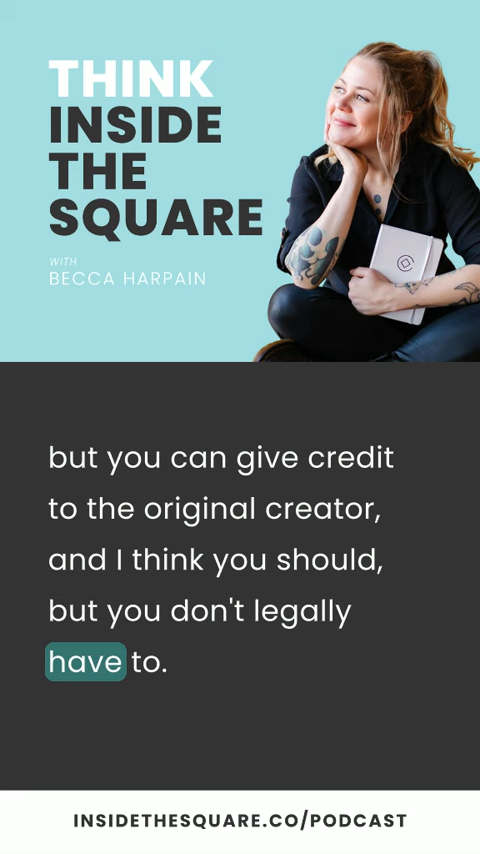 THINK
INSIDE
THE
SQUARE
WITH
BECCA HARPAIN
but you can give credit
to the original creator,
and I think you should,
but you don't legally
have to.
INSIDETHESQUARE.CO/PODCAST